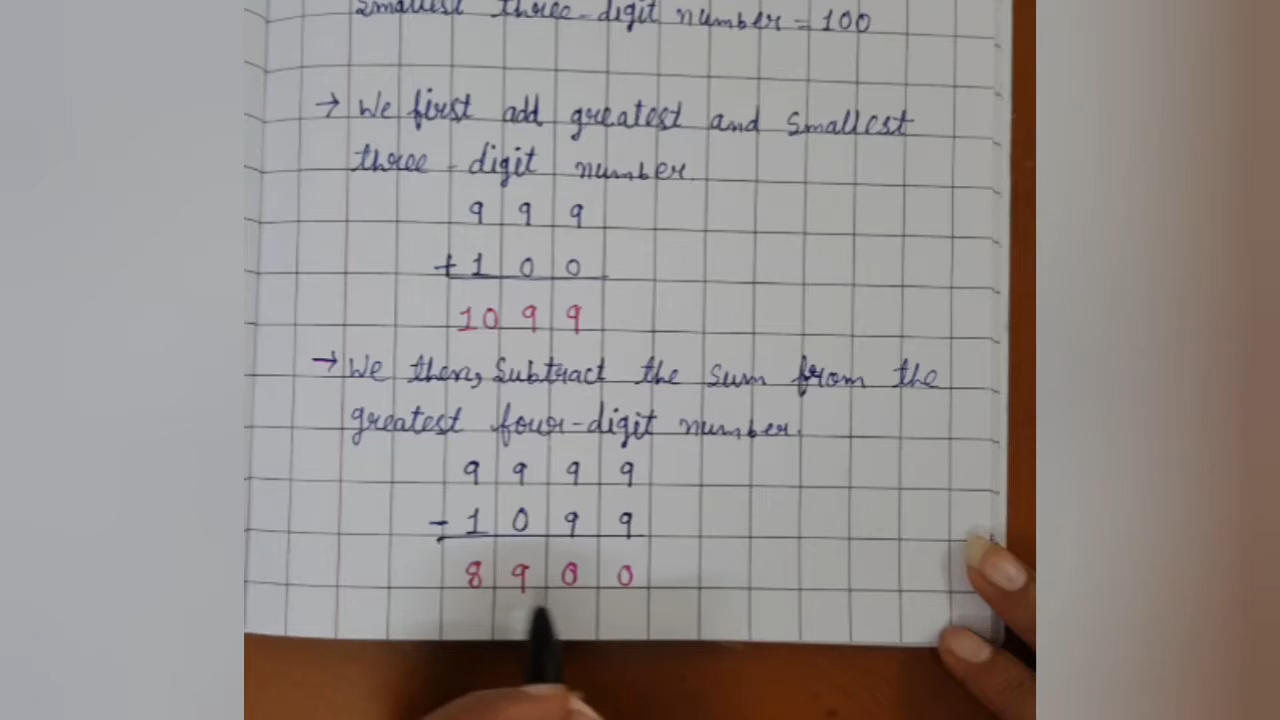 Smallest three-digit number = 100
→ We first add greatest and smallest
three-digit number
9 9 9
+ 1 0 0
10 9 9
→ We then, subtract the sum from the
greatest four-digit number.
9 9 9 9
- 1 0 9 9
8 9 0 0